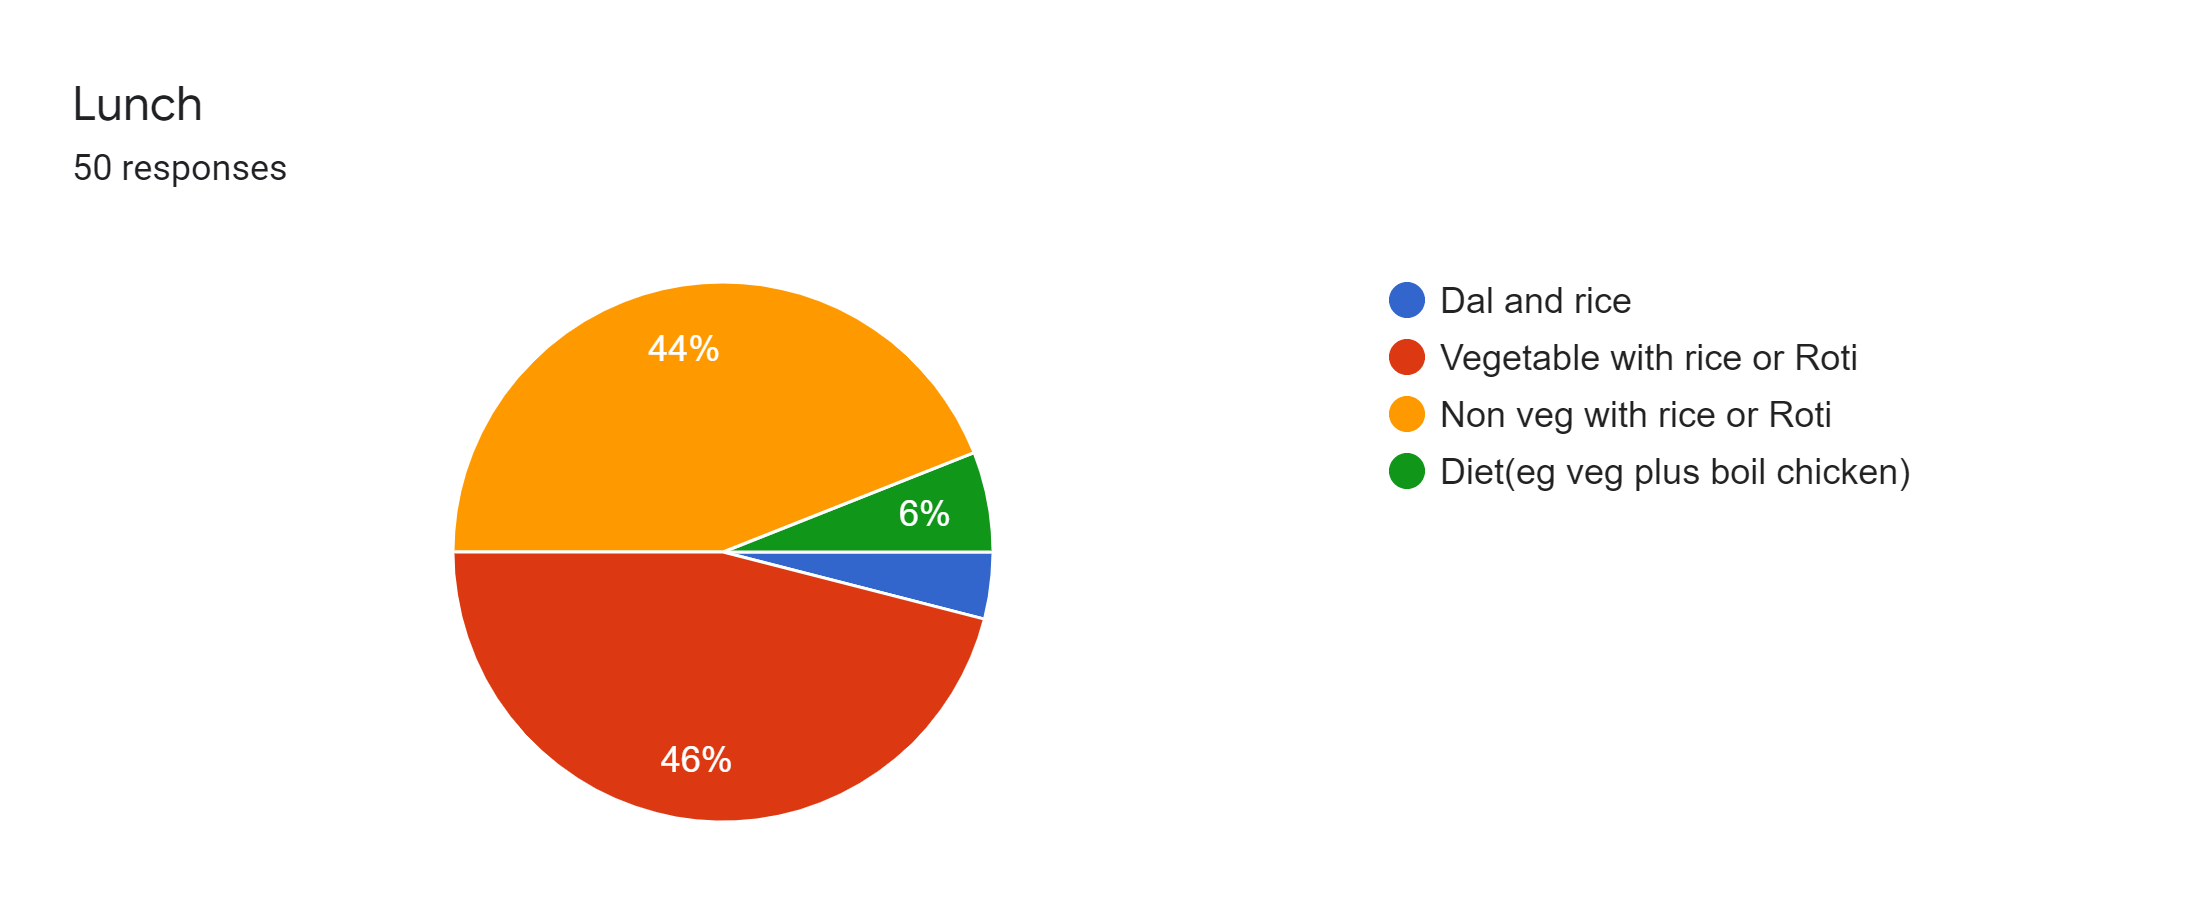 Lunch
50 responses
44%
6%
46%
Dal and rice
Vegetable with rice or Roti
Non veg with rice or Roti
Diet(eg veg plus boil chicken)